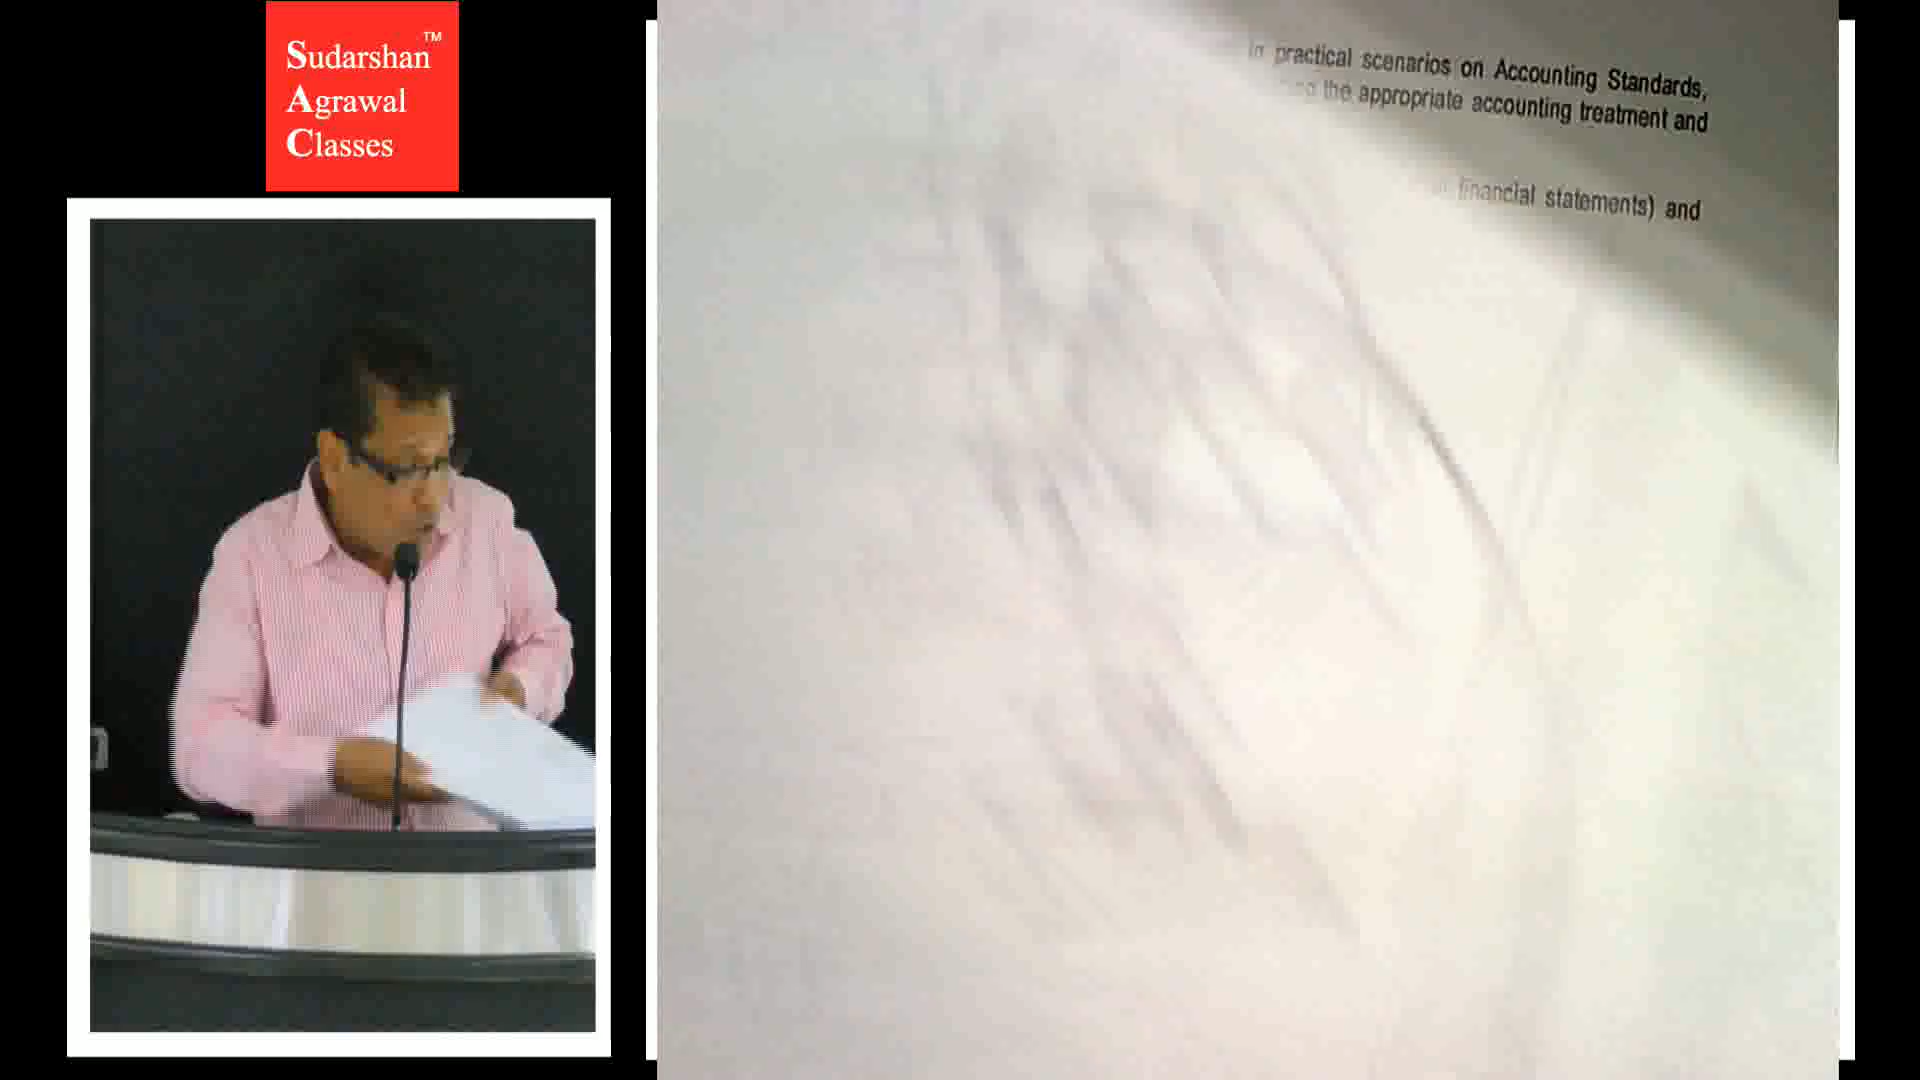 Sudarshan™
Agrawal
Classes
practical scenarios on Accounting Standards,
the appropriate accounting treatment and
financial statements) and